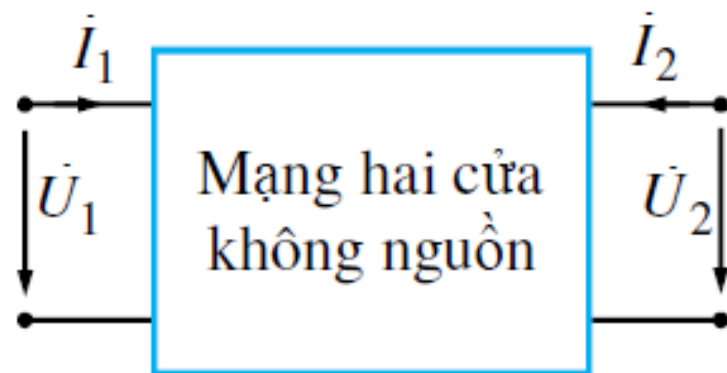 İ₁
İ₂
U̇₁
Mạng hai cửa
không nguồn
U̇₂